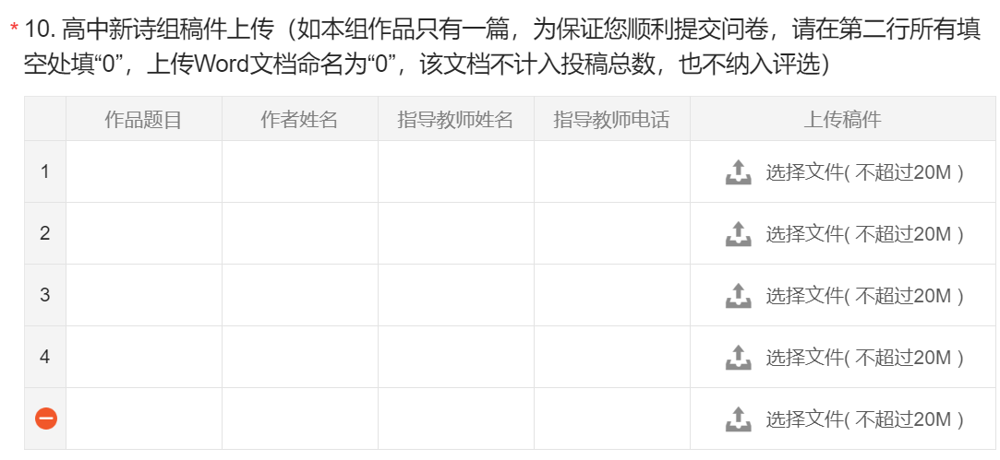 * 10. 高中新诗组稿件上传（如本组作品只有一篇，为保证您顺利提交问卷，请在第二行所有填
空处填“0”，上传Word文档命名为“0”，该文档不计入投稿总数，也不纳入评选）
作品题目 作者姓名 指导教师姓名 指导教师电话 上传稿件
1 选择文件( 不超过20M )
2 选择文件( 不超过20M )
3 选择文件( 不超过20M )
4 选择文件( 不超过20M )
选择文件( 不超过20M )